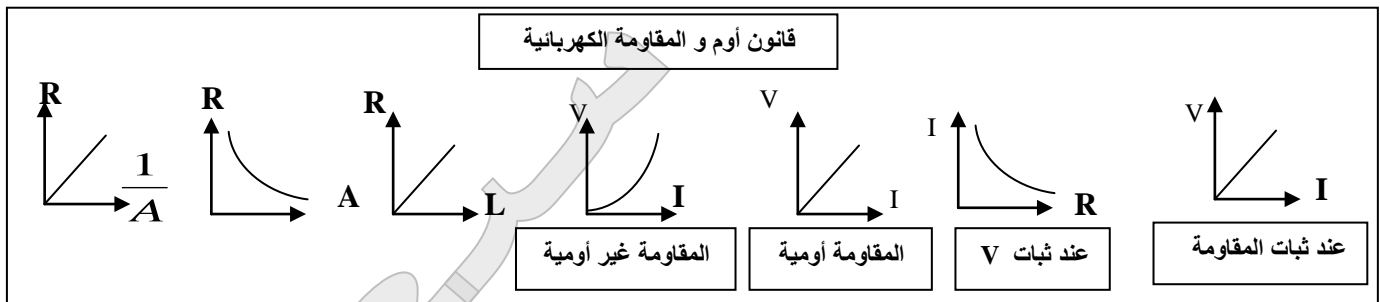 قانون أوم و المقاومة الكهربائية
V
I
عند ثبات المقاومة
I
R
عند ثبات V
V
I
المقاومة أومية
V
I
المقاومة غير أومية
R
L
R
A
R
1/A